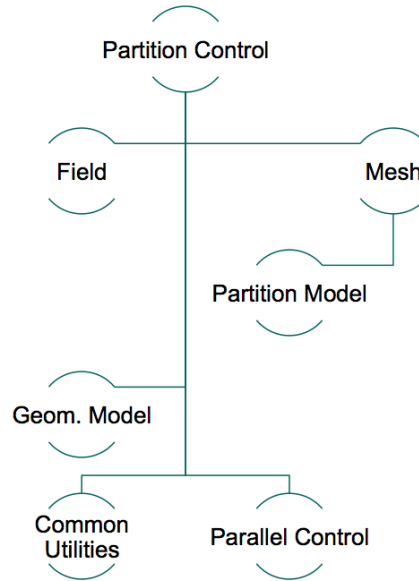 Partition Control
Field
Mesh
Partition Model
Geom. Model
Common
Utilities
Parallel Control